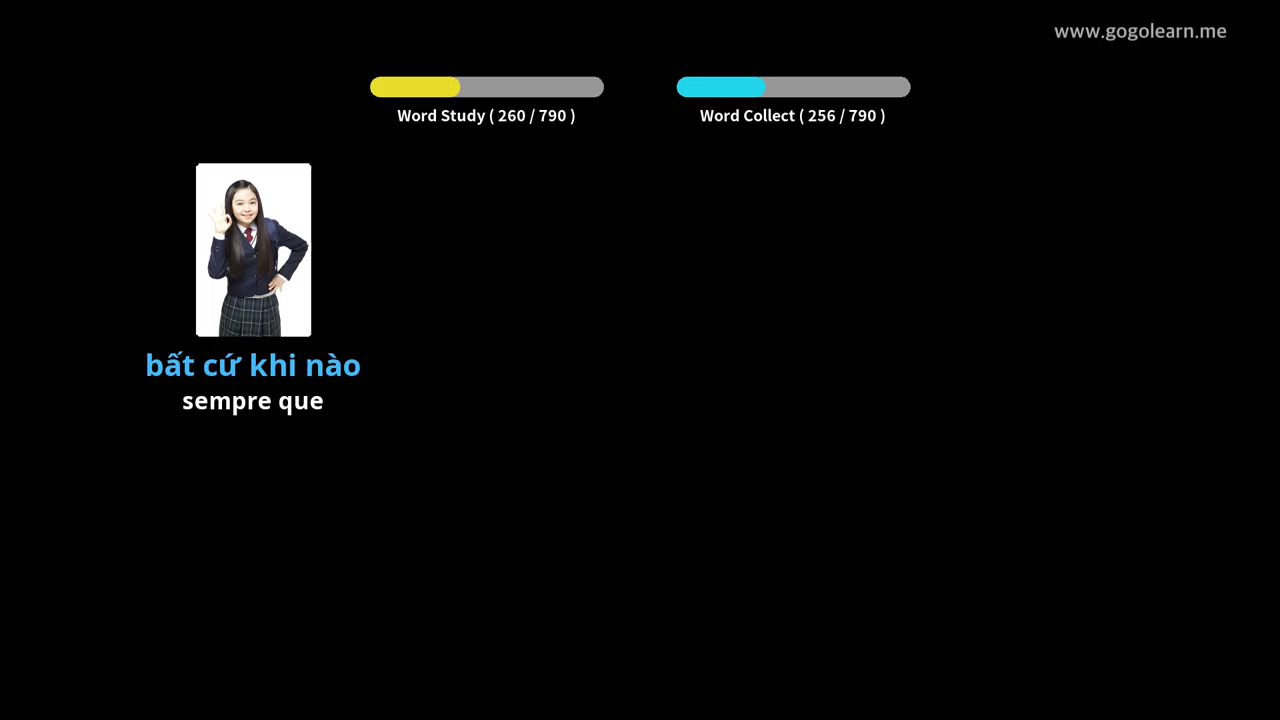 www.gogolearn.me
Word Study ( 260 / 790 )
Word Collect ( 256 / 790 )
bất cứ khi nào
sempre que